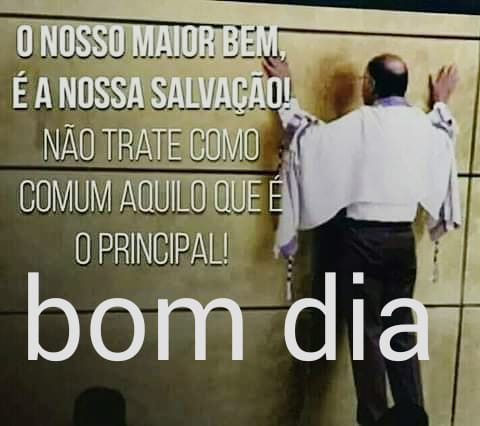 O NOSSO MAIOR BEM,
É A NOSSA SALVAÇÃO!
NÃO TRATE COMO
COMUM AQUILO QUE É
O PRINCIPAL!
bom dia